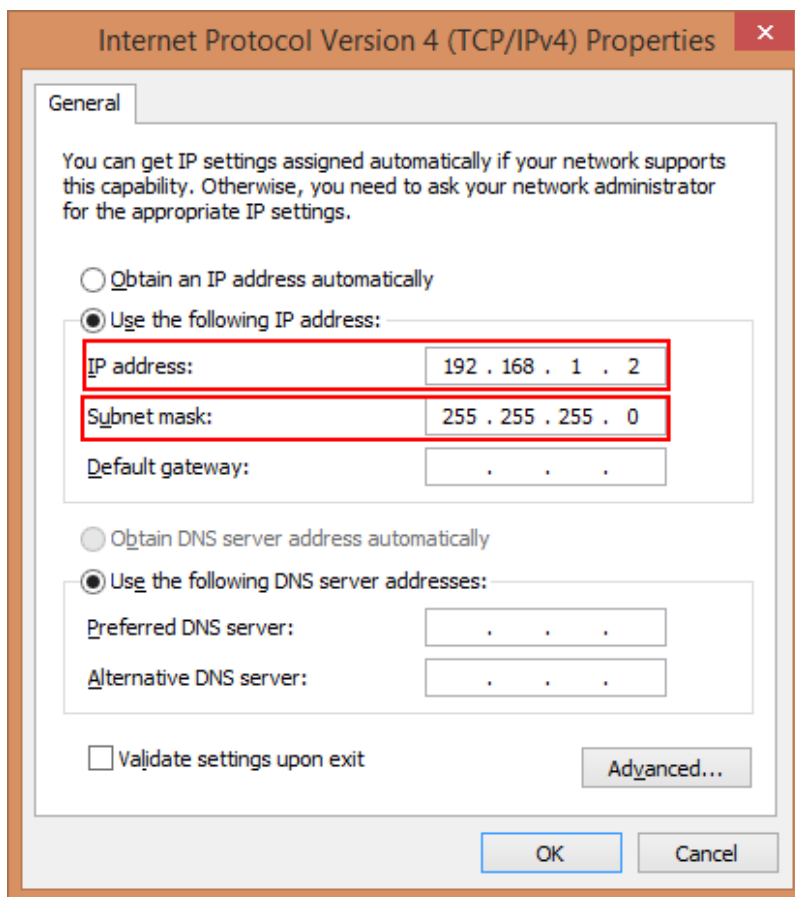 Internet Protocol Version 4 (TCP/IPv4) Properties
General
You can get IP settings assigned automatically if your network supports
this capability. Otherwise, you need to ask your network administrator
for the appropriate IP settings.
Obtain an IP address automatically
Use the following IP address:
IP address: 192 . 168 . 1 . 2
Subnet mask: 255 . 255 . 255 . 0
Default gateway: . . .
Obtain DNS server address automatically
Use the following DNS server addresses:
Preferred DNS server: . . .
Alternative DNS server: . . .
Validate settings upon exit
Advanced...
OK Cancel